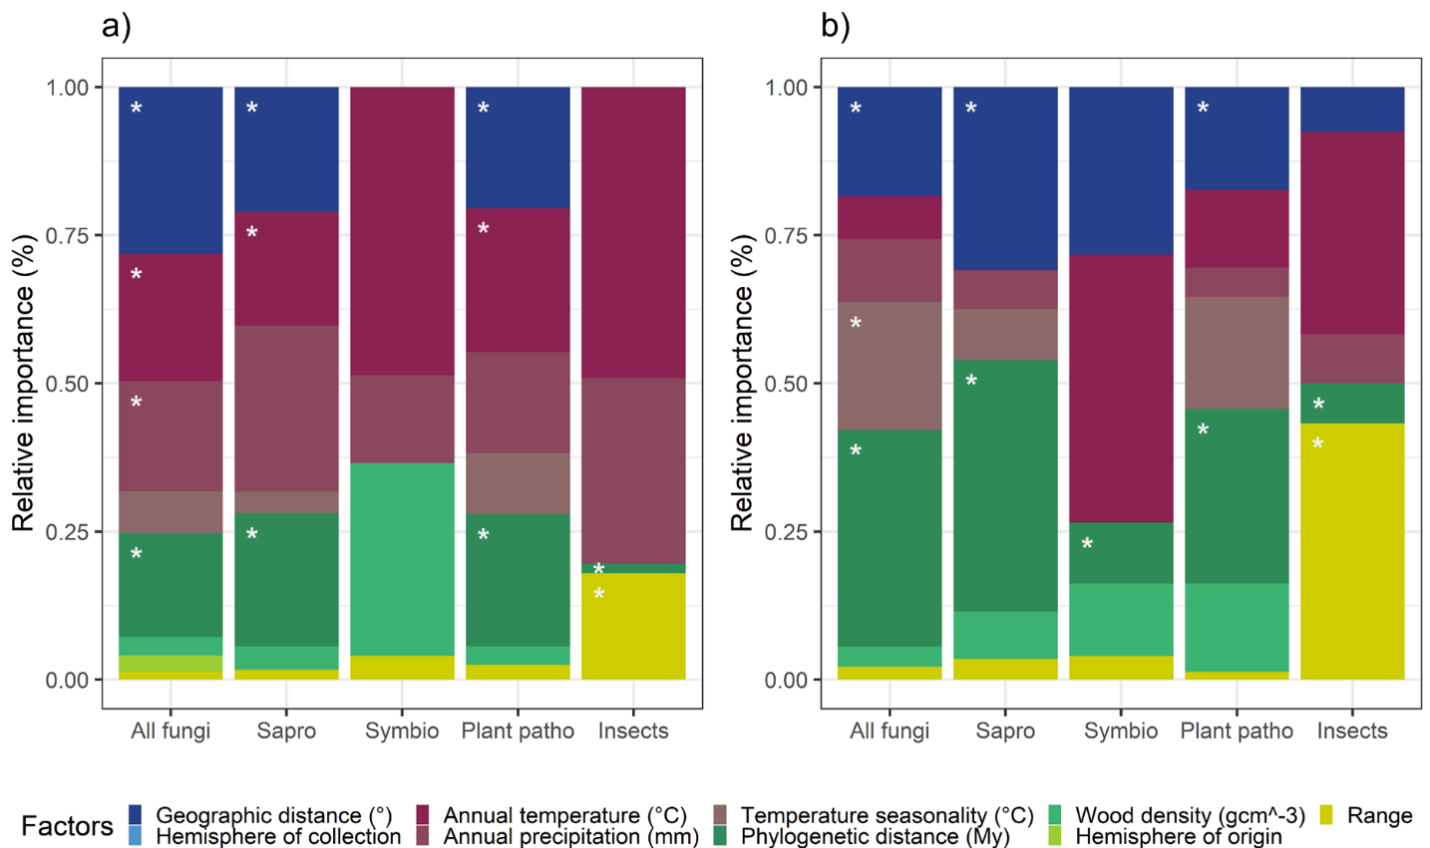 a)
b)
Relative importance (%)
1.00
0.75
0.50
0.25
0.00
* * * * * * * * * * * *
All fungi Sapro Symbio Plant patho Insects
Relative importance (%)
1.00
0.75
0.50
0.25
0.00
* * * * * * * * * * *
All fungi Sapro Symbio Plant patho Insects
Factors
Geographic distance (°) Annual temperature (°C) Temperature seasonality (°C) Wood density (gcm^-3) Range
Hemisphere of collection Annual precipitation (mm) Phylogenetic distance (My) Hemisphere of origin